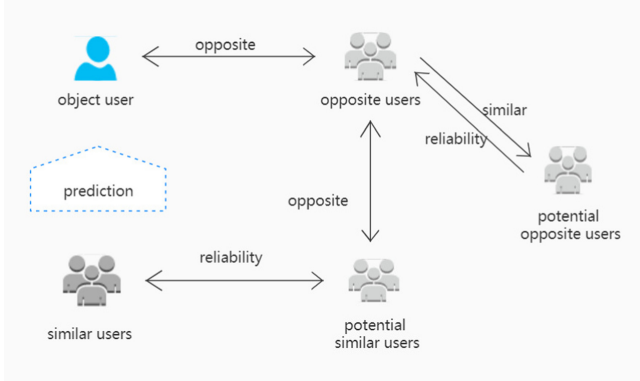 opposite
object user
opposite users
similar
reliability
prediction
opposite
potential
opposite users
reliability
similar users
potential
similar users